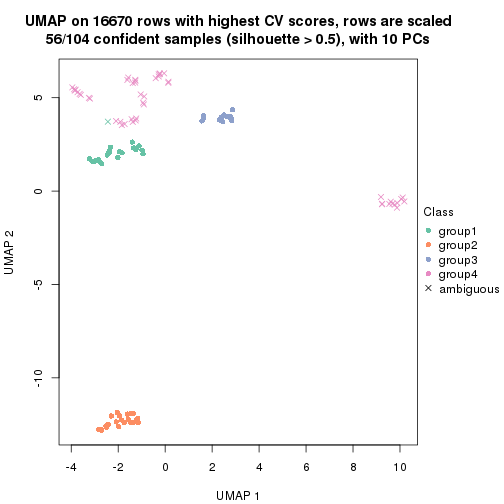 UMAP on 16670 rows with highest CV scores, rows are scaled
56/104 confident samples (silhouette > 0.5), with 10 PCs
5
0
-5
-10
UMAP 2
-4
-2
0
2
4
6
8
10
UMAP 1
Class
group1
group2
group3
group4
ambiguous